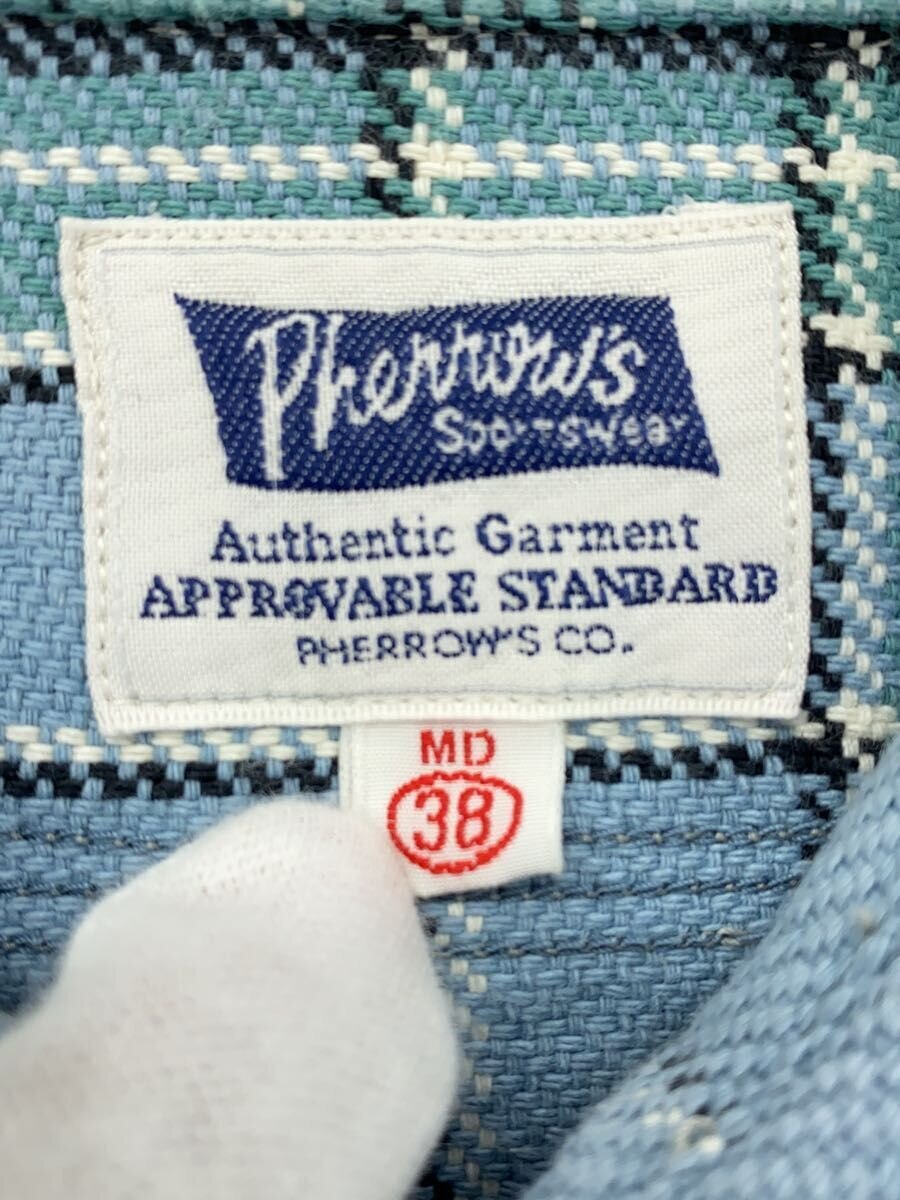 Pherrow's
Sportswear
Authentic Garment
APPROVABLE STANDARD
PHERROW'S CO.
MD
38